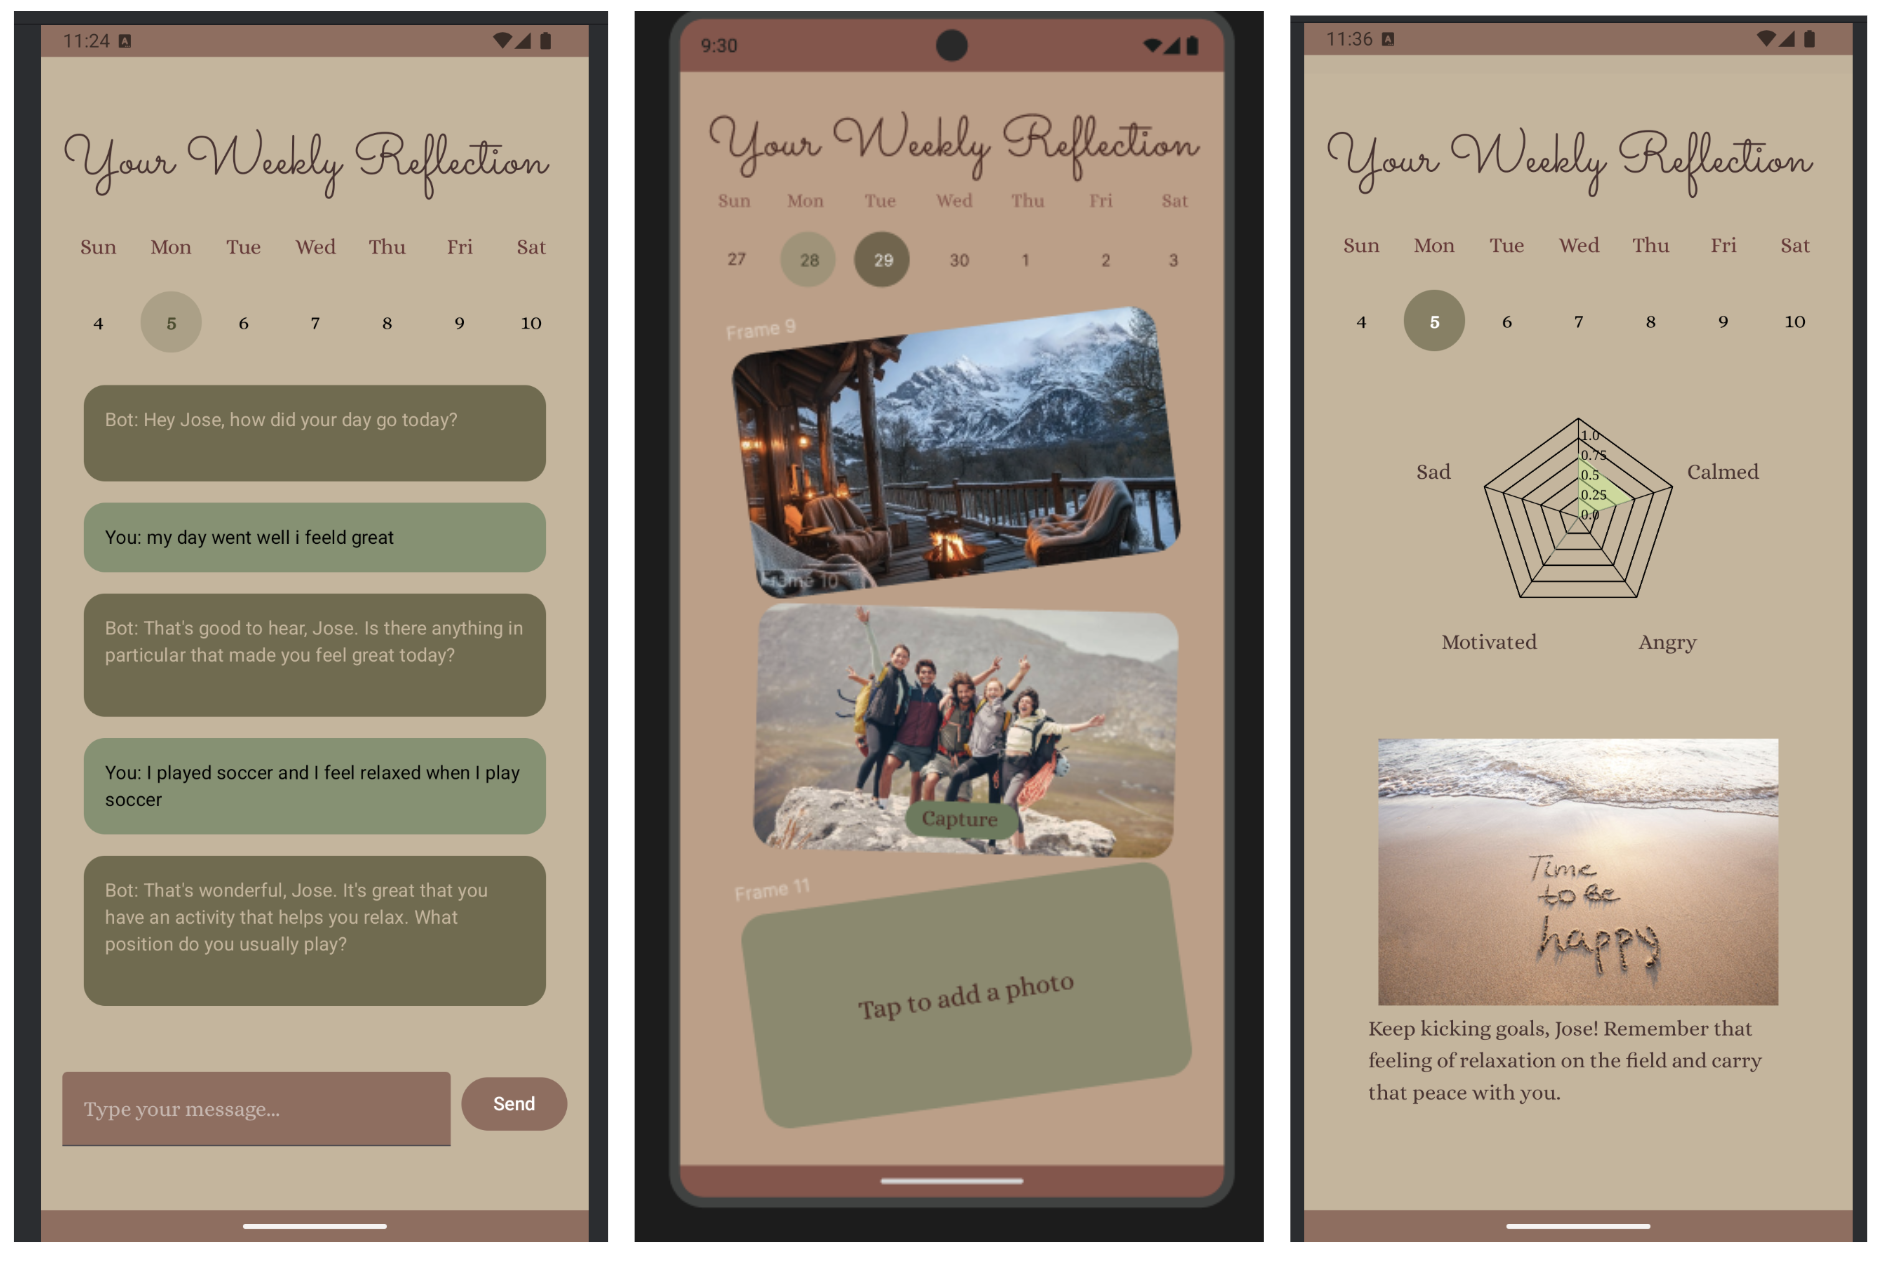 11:24
Your Weekly Reflection
Sun Mon Tue Wed Thu Fri Sat
4 5 6 7 8 9 10
Bot: Hey Jose, how did your day go today?
You: my day went well i feeld great
Bot: That's good to hear, Jose. Is there anything in
particular that made you feel great today?
You: I played soccer and I feel relaxed when I play
soccer
Bot: That's wonderful, Jose. It's great that you
have an activity that helps you relax. What
position do you usually play?
Type your message...
Send
9:30
Your Weekly Reflection
Sun Mon Tue Wed Thu Fri Sat
27 28 29 30 1 2 3
Frame 9
Frame 10
Capture
Frame 11
Tap to add a photo
11:36 A
Your Weekly Reflection
Sun Mon Tue Wed Thu Fri Sat
4 5 6 7 8 9 10
1.0
0.75
0.5
0.25
0.0
Sad
Calmed
Motivated
Angry
Time
to Be
happy
Keep kicking goals, Jose! Remember that
feeling of relaxation on the field and carry
that peace with you.